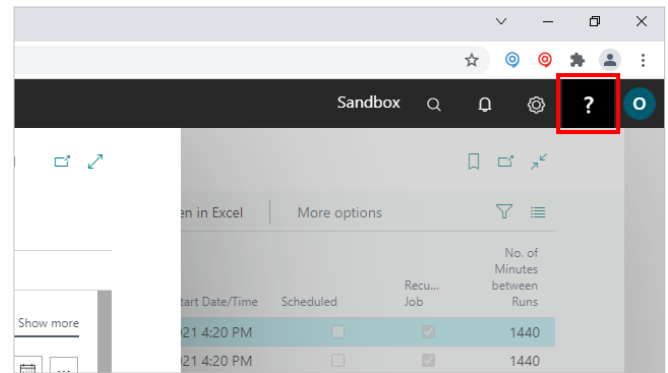 Sandbox
?
O
en in Excel
More options
No. of
Minutes
Recu...
between
tart Date/Time
Scheduled
Job
Runs
Show more
021 4:20 PM
1440
021 4:20 PM
1440
...